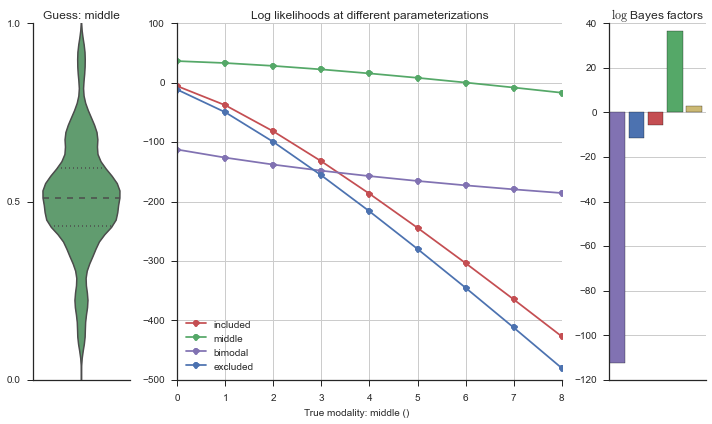 Guess: middle
1.0
0.5
0.0
Log likelihoods at different parameterizations
100
0
−100
−200
−300
−400
−500
included
middle
bimodal
excluded
0 1 2 3 4 5 6 7 8
True modality: middle ()
log Bayes factors
40
20
0
−20
−40
−60
−80
−100
−120